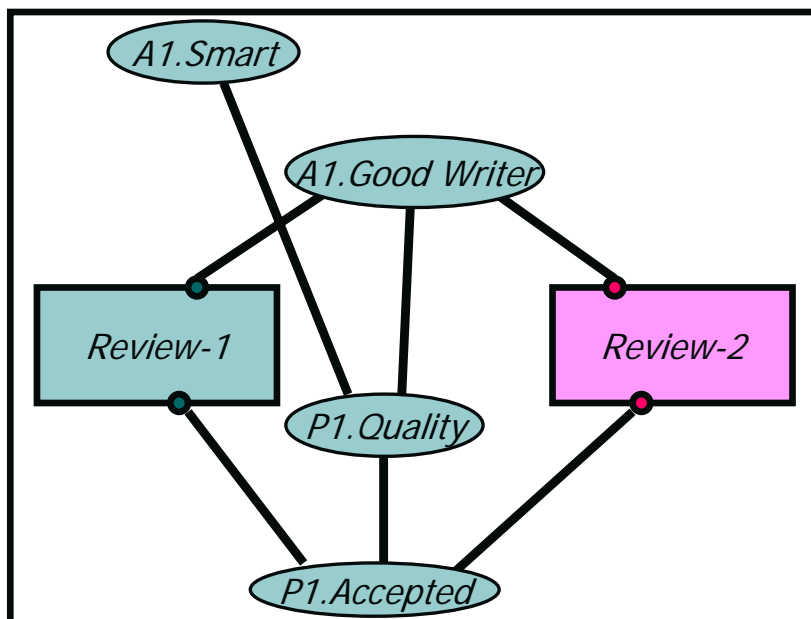 A1.Smart
A1.Good Writer
Review-1
Review-2
P1.Quality
P1.Accepted